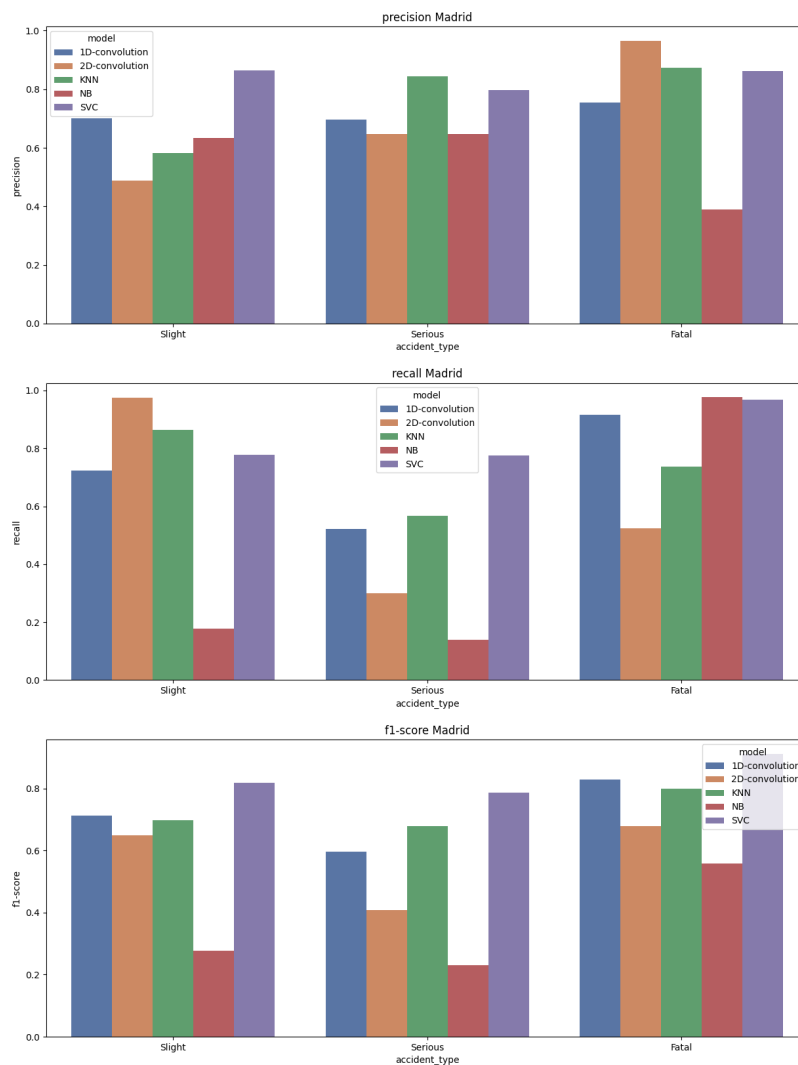 precision Madrid
model
1D-convolution
2D-convolution
KNN
NB
SVC
1.0
0.8
0.6
0.4
0.2
0.0
precision
Slight
Serious
Fatal
accident_type
recall Madrid
model
1D-convolution
2D-convolution
KNN
NB
SVC
1.0
0.8
0.6
0.4
0.2
0.0
recall
Slight
Serious
Fatal
accident_type
f1-score Madrid
model
1D-convolution
2D-convolution
KNN
NB
SVC
0.8
0.6
0.4
0.2
0.0
f1-score
Slight
Serious
Fatal
accident_type